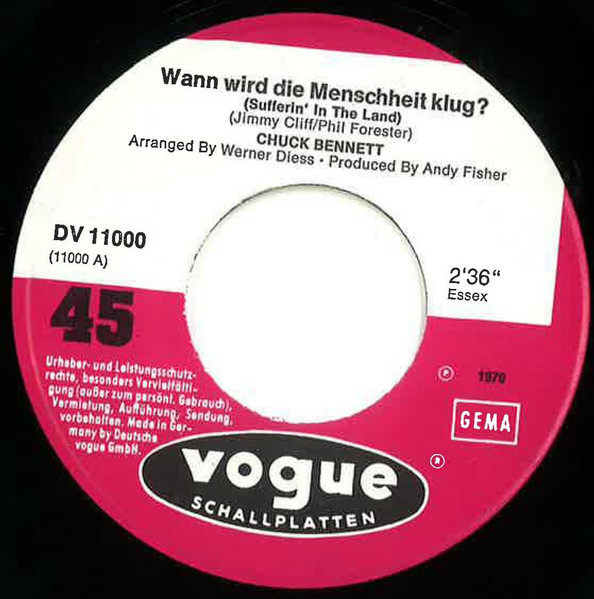 Wann wird die Menschheit klug?
(Sufferin' In The Land)
(Jimmy Cliff/Phil Forester)
CHUCK BENNETT
Arranged By Werner Diess · Produced By Andy Fisher
DV 11000
(11000 A)
2'36“
Essex
45
Urheber- und Leistungsschutz-
rechte, besonders Vervielfälti-
gung (außer zum persönl. Gebrauch),
Vermietung, Aufführung, Sendung,
vorbehalten. Made in Ger-
many by Deutsche
vogue GmbH.
Ⓟ 1970
GEMA
vogue ®
SCHALLPLATTEN